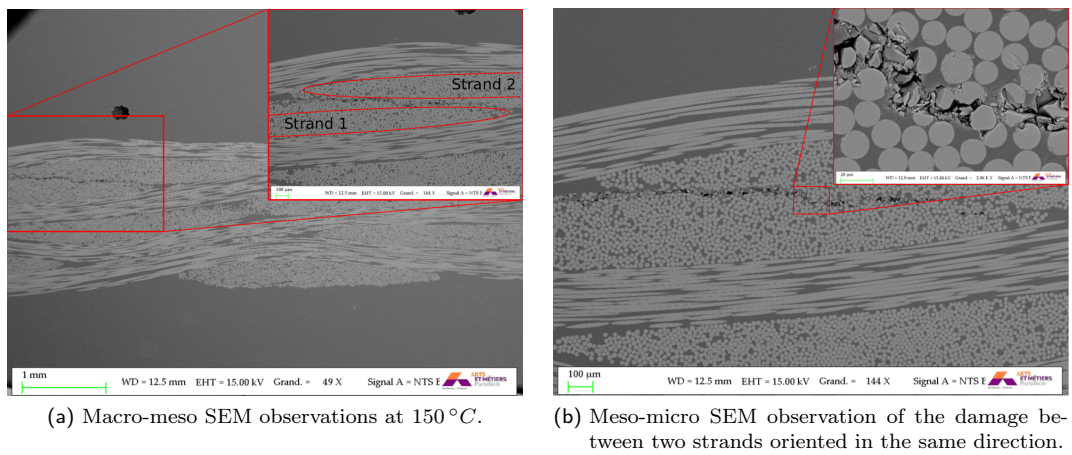 Strand 2
Strand 1
100 µm
WD = 12.5 mm EHT = 15.00 kV Grand. = 144 X Signal A = NTS
1 mm
WD = 12.5 mm EHT = 15.00 kV Grand. = 49 X Signal A = NTS E
ARTS
ET MÉTIERS
ParisTech
(a) Macro-meso SEM observations at 150 °C.
20 µm
WD = 12.0 mm EHT = 15.00 kV Signal A = NTS
100 µm
WD = 12.5 mm EHT = 15.00 kV Grand. = 144 X Signal A = NTS E
ARTS
ET MÉTIERS
ParisTech
(b) Meso-micro SEM observation of the damage be-
tween two strands oriented in the same direction.